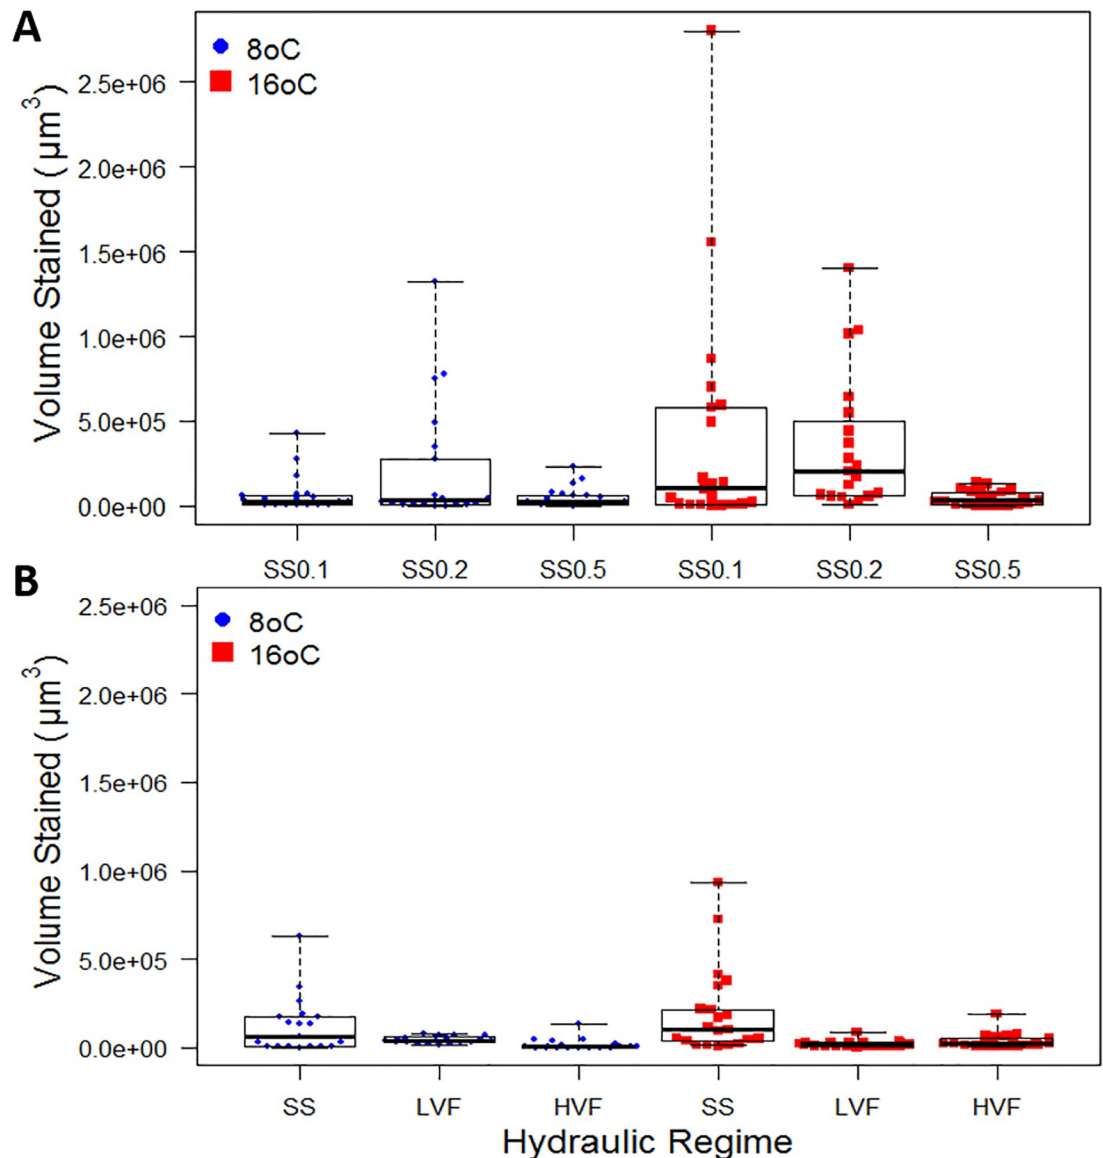 A
8oC
16oC
Volume Stained ( µm³)
2.5e+06
2.0e+06
1.5e+06
1.0e+06
5.0e+05
0.0e+00
SS0.1 SS0.2 SS0.5 SS0.1 SS0.2 SS0.5
B
8oC
16oC
Volume Stained ( µm³)
2.5e+06
2.0e+06
1.5e+06
1.0e+06
5.0e+05
0.0e+00
SS LVF HVF SS LVF HVF
Hydraulic Regime